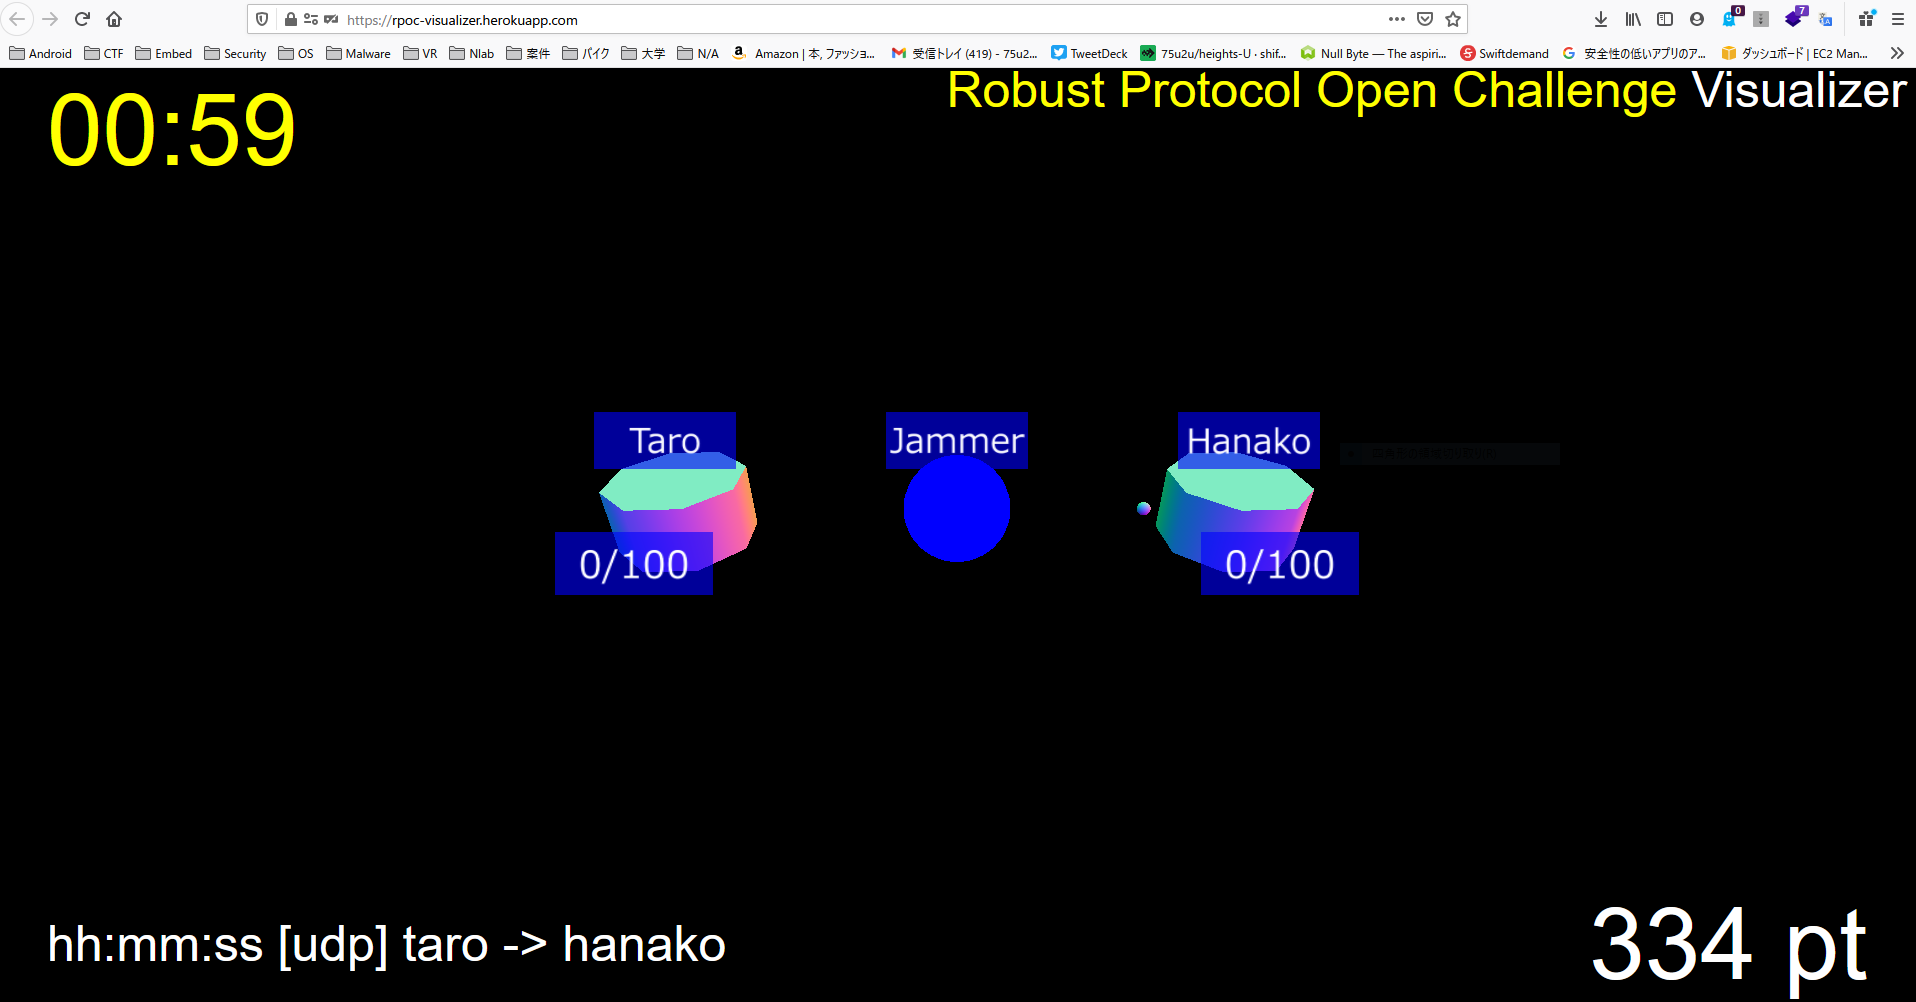 https://rpoc-visualizer.herokuapp.com
0
7
Android CTF Embed Security OS Malware VR Nlab 案件 バイク 大学 N/A Amazon | 本, ファッショ... 受信トレイ (419) - 75u2... TweetDeck 75u2u/heights-U · shif... Null Byte — The aspiri... Swiftdemand 安全性の低いアプリのア... ダッシュボード | EC2 Man...
00:59
Robust Protocol Open Challenge Visualizer
Taro
Jammer
Hanako
0/100
0/100
hh:mm:ss [udp] taro -> hanako
334 pt